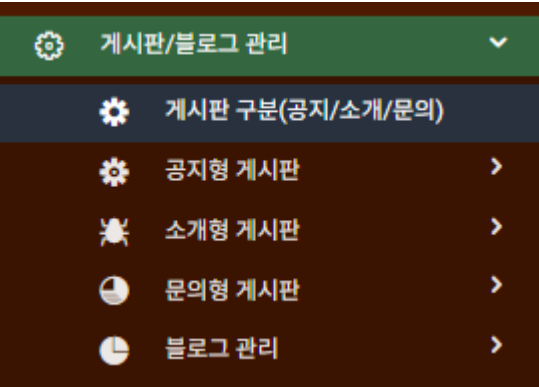 게시판/블로그 관리
게시판 구분(공지/소개/문의)
공지형 게시판
소개형 게시판
문의형 게시판
블로그 관리